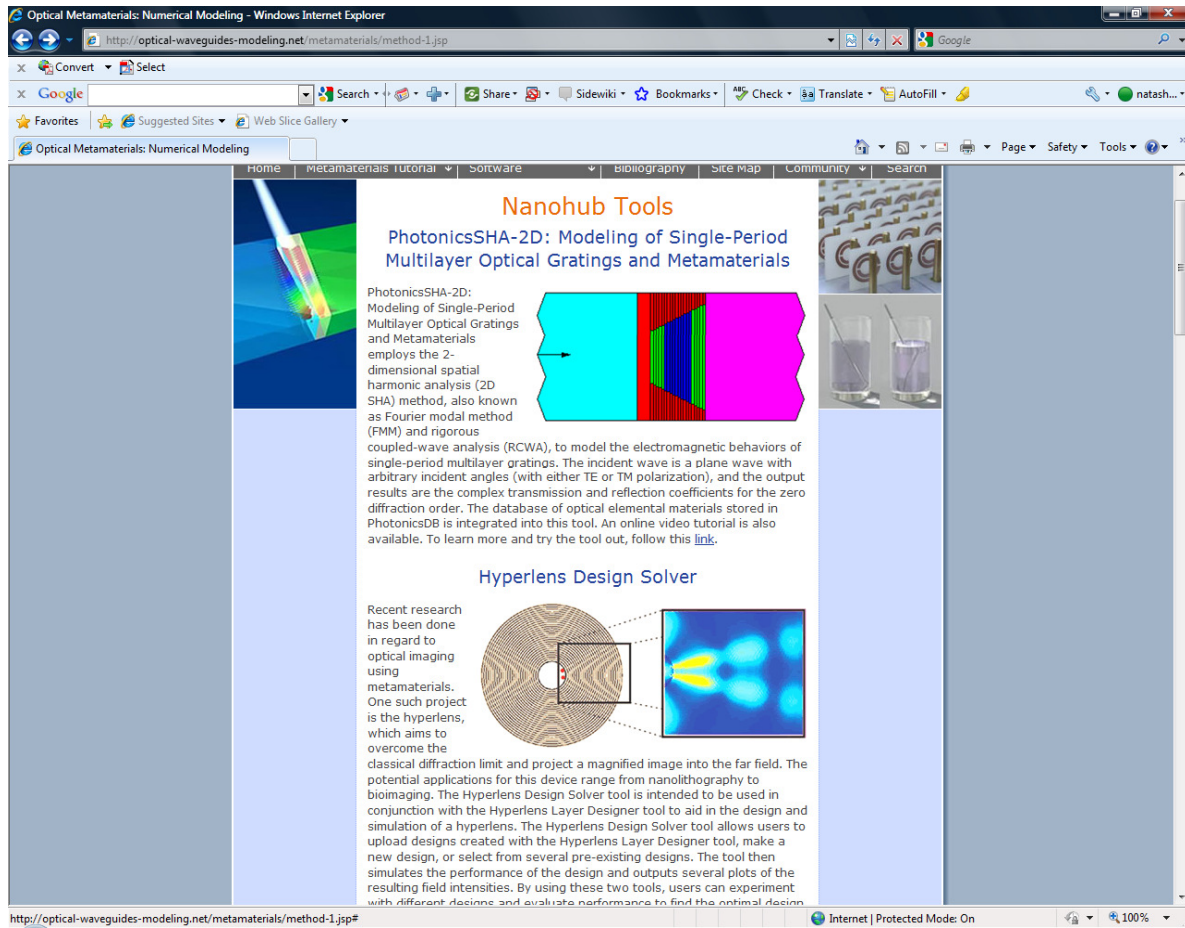 Optical Metamaterials: Numerical Modeling - Windows Internet Explorer
http://optical-waveguides-modeling.net/metamaterials/method-1.jsp
Google
x Convert Select
x Google
Search Share Sidewiki Bookmarks Check Translate AutoFill natash...
Favorites Suggested Sites Web Slice Gallery
Optical Metamaterials: Numerical Modeling
Page Safety Tools
Home Metamaterials Tutorial Software Bibliography Site Map Community Search
Nanohub Tools
PhotonicsSHA-2D: Modeling of Single-Period
Multilayer Optical Gratings and Metamaterials
PhotonicsSHA-2D:
Modeling of Single-Period
Multilayer Optical Gratings
and Metamaterials
employs the 2-
dimensional spatial
harmonic analysis (2D
SHA) method, also known
as Fourier modal method
(FMM) and rigorous
coupled-wave analysis (RCWA), to model the electromagnetic behaviors of
single-period multilayer gratings. The incident wave is a plane wave with
arbitrary incident angles (with either TE or TM polarization), and the output
results are the complex transmission and reflection coefficients for the zero
diffraction order. The database of optical elemental materials stored in
PhotonicsDB is integrated into this tool. An online video tutorial is also
available. To learn more and try the tool out, follow this link.
Hyperlens Design Solver
Recent research
has been done
in regard to
optical imaging
using
metamaterials.
One such project
is the hyperlens,
which aims to
overcome the
classical diffraction limit and project a magnified image into the far field. The
potential applications for this device range from nanolithography to
bioimaging. The Hyperlens Design Solver tool is intended to be used in
conjunction with the Hyperlens Layer Designer tool to aid in the design and
simulation of a hyperlens. The Hyperlens Design Solver tool allows users to
upload designs created with the Hyperlens Layer Designer tool, make a
new design, or select from several pre-existing designs. The tool then
simulates the performance of the design and outputs several plots of the
resulting field intensities. By using these two tools, users can experiment
with different designs and evaluate performance to find the optimal design
http://optical-waveguides-modeling.net/metamaterials/method-1.jsp#
Internet | Protected Mode: On
100%